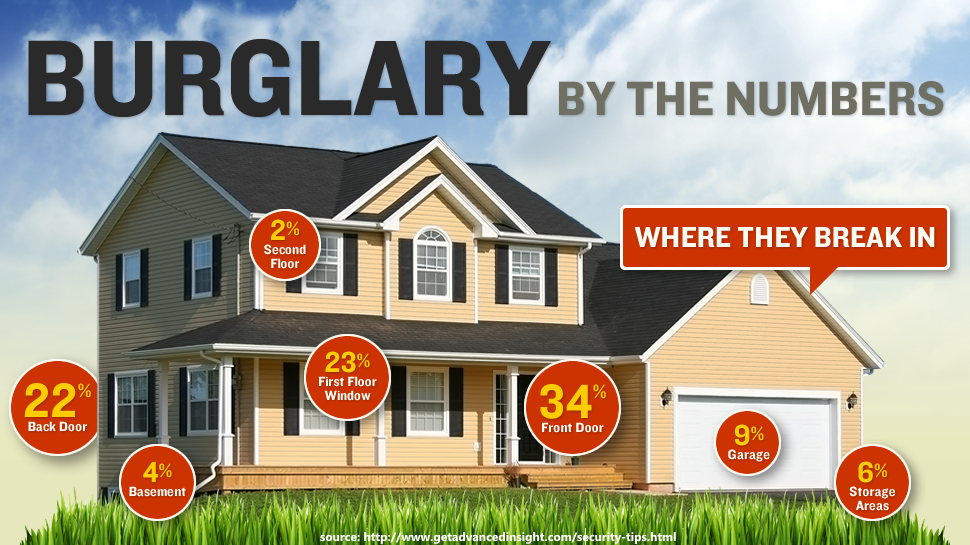 BURGLARY BY THE NUMBERS
WHERE THEY BREAK IN
2%
Second
Floor
23%
First Floor
Window
22%
Back Door
34%
Front Door
4%
Basement
9%
Garage
6%
Storage
Areas
source: http://www.getadvancedinsight.com/security-tips.html